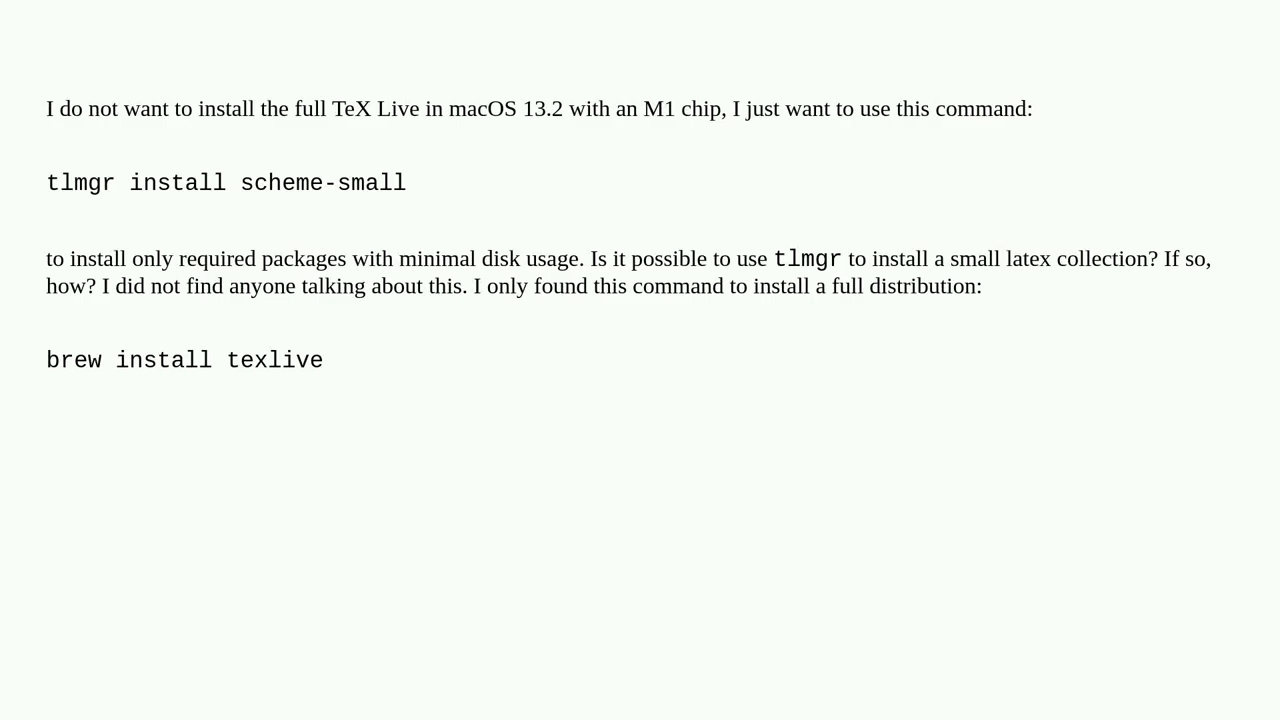 I do not want to install the full TeX Live in macOS 13.2 with an M1 chip, I just want to use this command:
tlmgr install scheme-small
to install only required packages with minimal disk usage. Is it possible to use tlmgr to install a small latex collection? If so,
how? I did not find anyone talking about this. I only found this command to install a full distribution:
brew install texlive